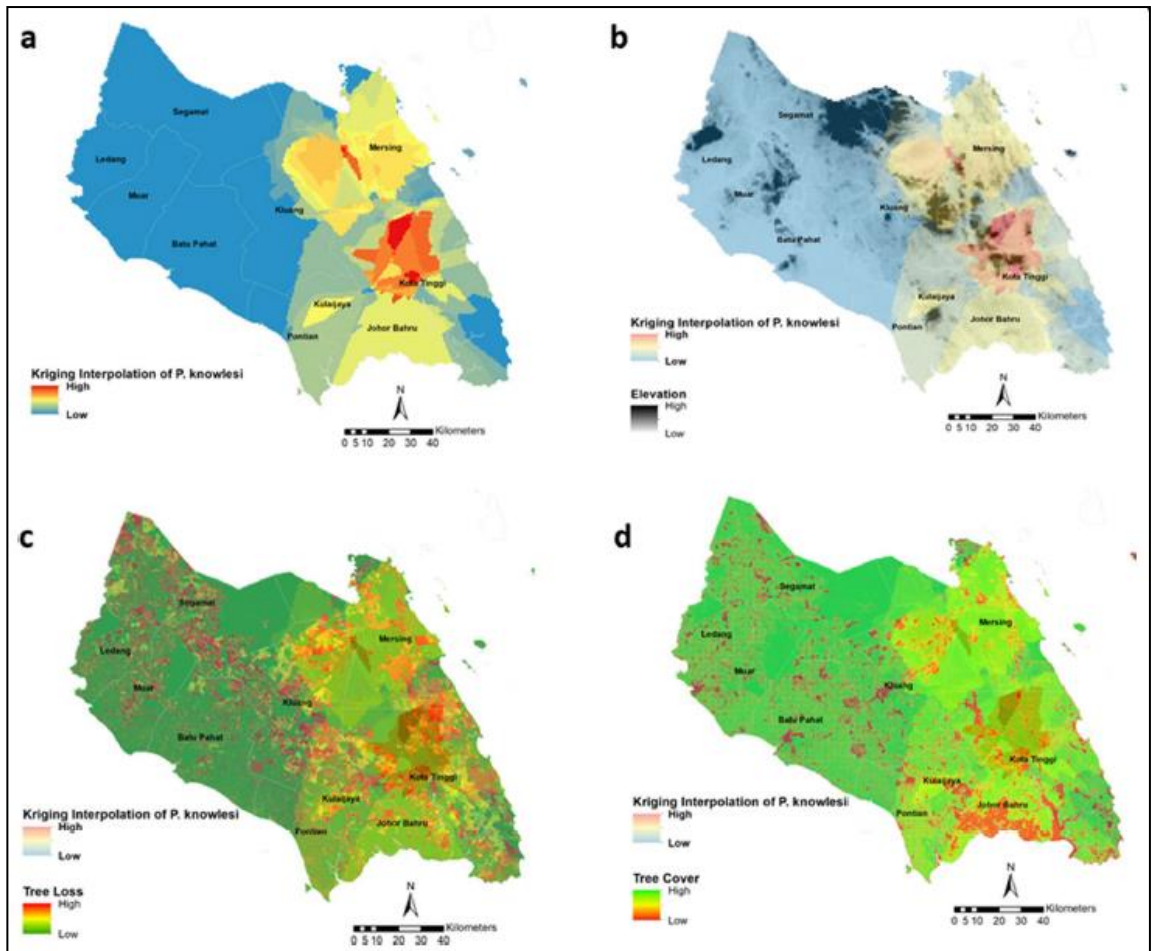 a
Segamat
Ledang
Mersing
Muar
Kluang
Batu Pahat
Kota Tinggi
Kulaijaya
Pontian
Johor Bahru
Kriging Interpolation of P. knowlesi
High
Low
N
Kilometers
0 5 10 20 30 40
b
Segamat
Ledang
Mersing
Muar
Kluang
Batu Pahat
Kota Tinggi
Kulaijaya
Pontian
Johor Bahru
Kriging Interpolation of P. knowlesi
High
Low
Elevation
High
Low
N
Kilometers
0 5 10 20 30 40
c
Segamat
Ledang
Mersing
Muar
Kluang
Batu Pahat
Kota Tinggi
Kulaijaya
Pontian
Johor Bahru
Kriging Interpolation of P. knowlesi
High
Low
Tree Loss
High
Low
N
Kilometers
0 5 10 20 30 40
d
Segamat
Ledang
Mersing
Muar
Kluang
Batu Pahat
Kota Tinggi
Kulaijaya
Pontian
Johor Bahru
Kriging Interpolation of P. knowlesi
High
Low
Tree Cover
High
Low
N
Kilometers
0 5 10 20 30 40